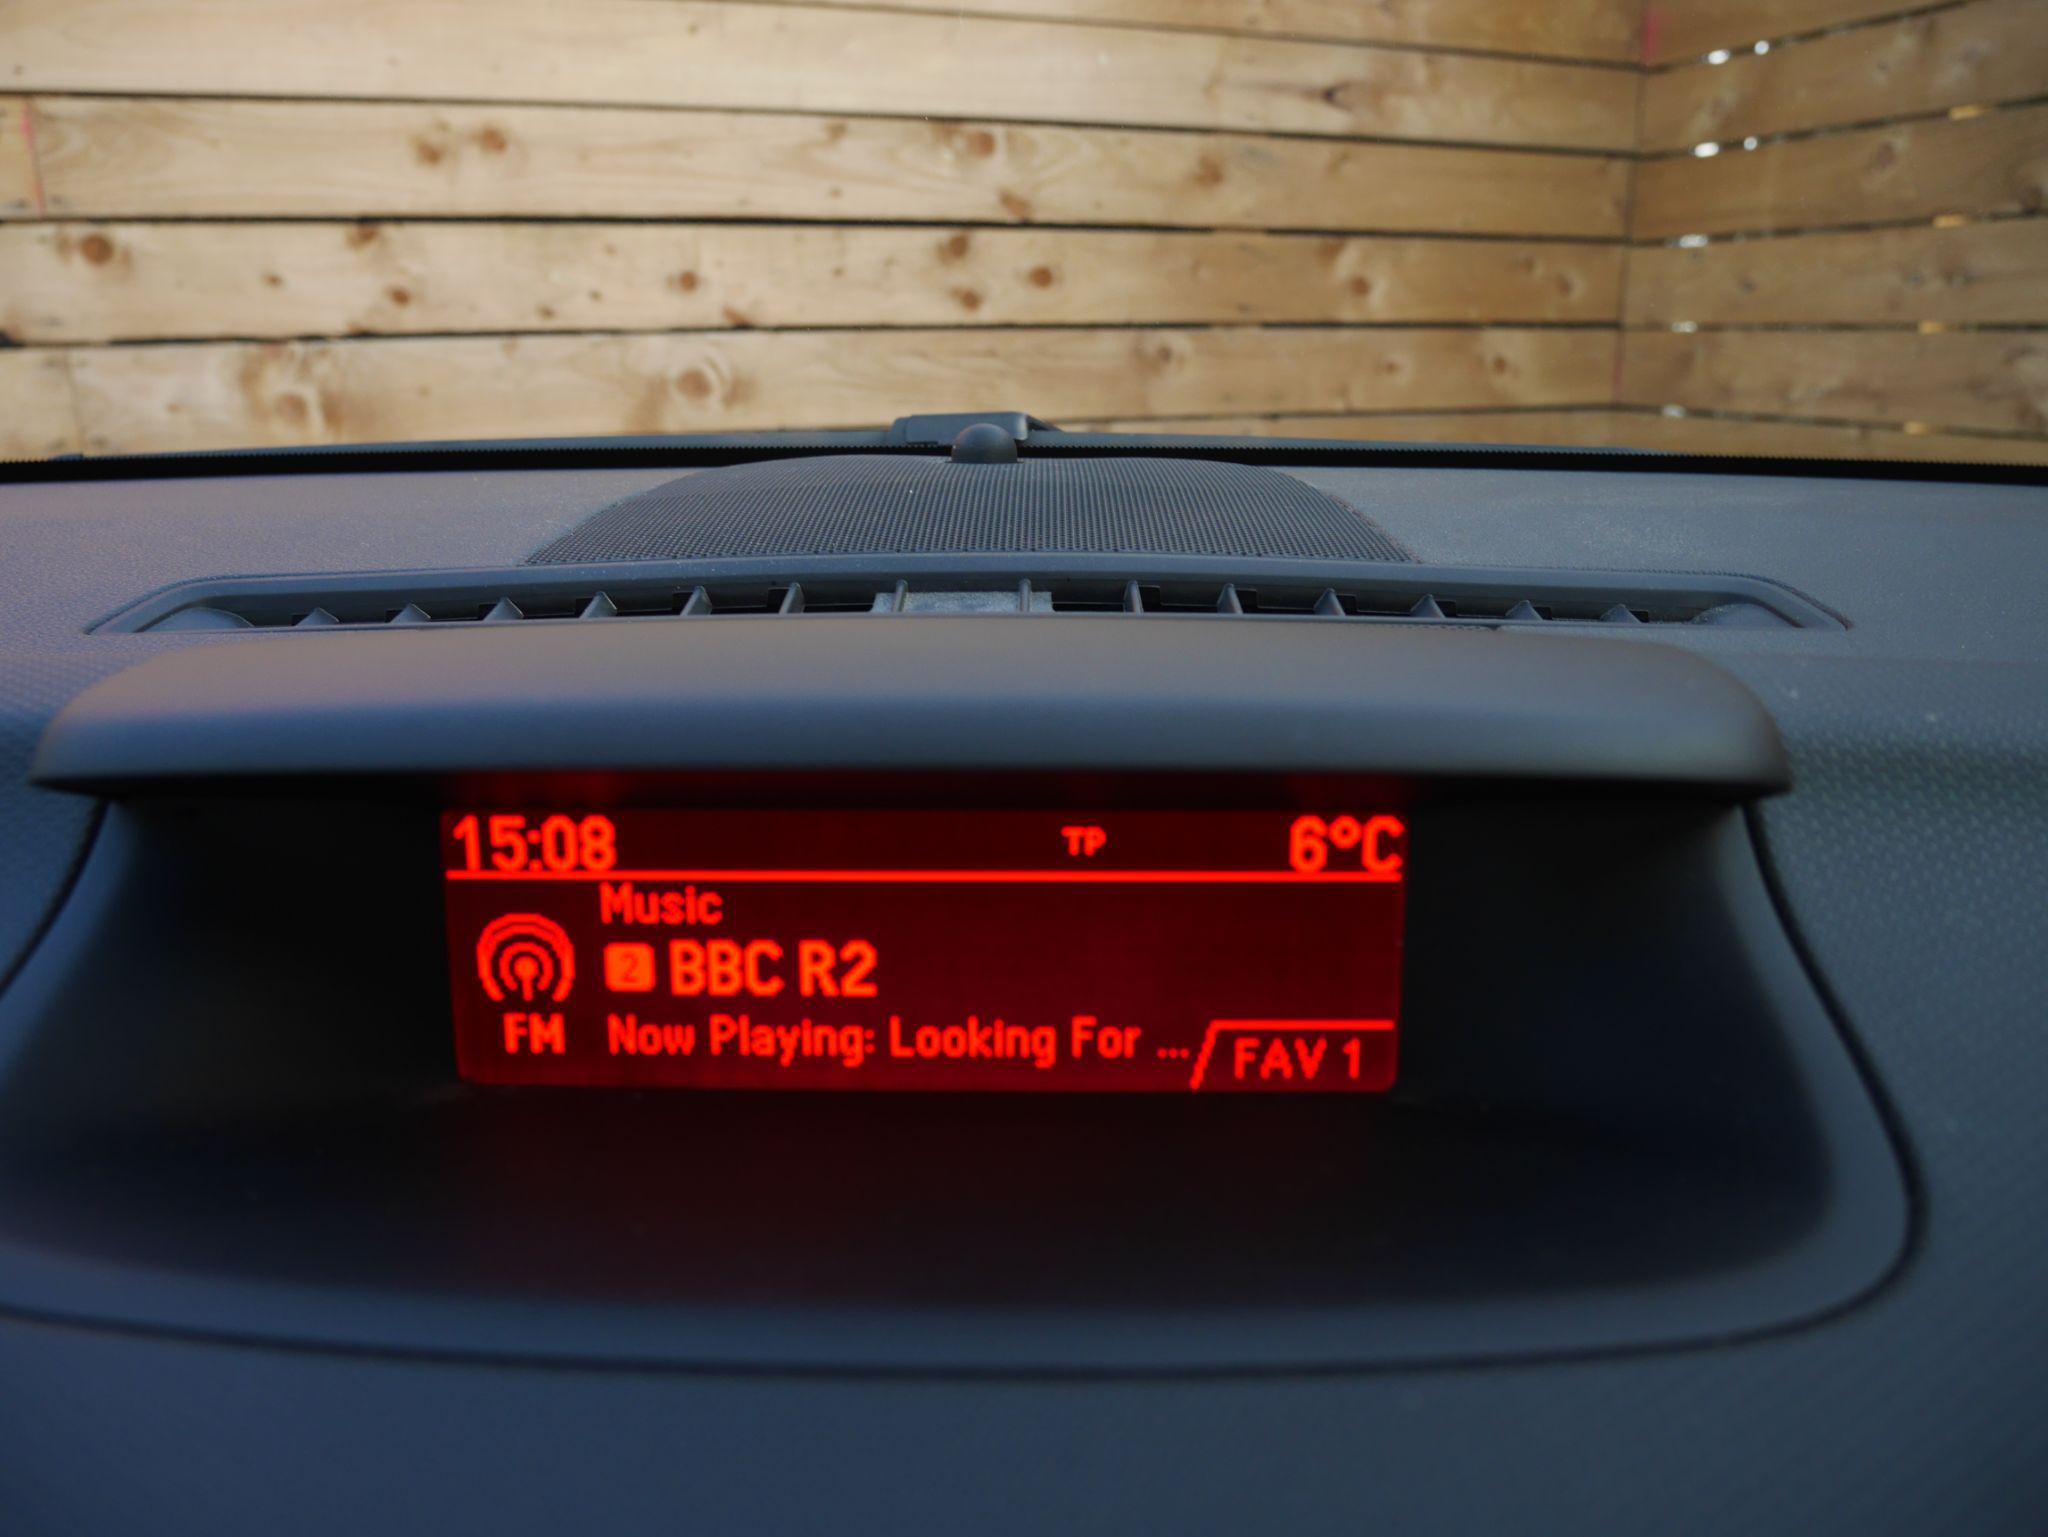 15:08 TP 6°C
Music
2 BBC R2
FM Now Playing: Looking For ... FAV 1